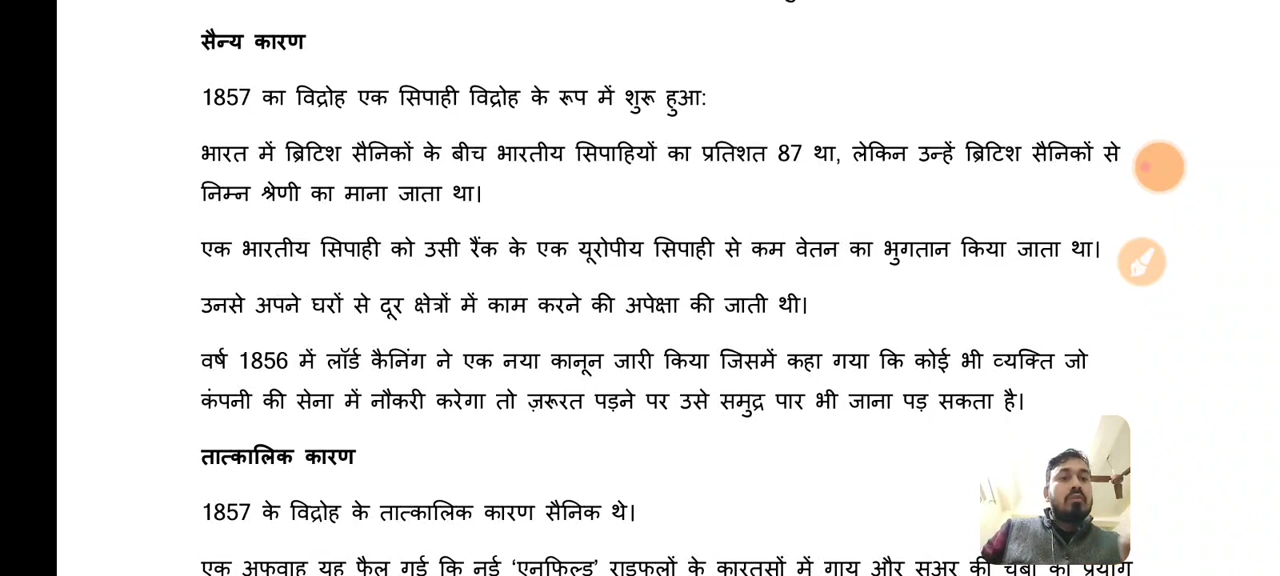 सैन्य कारण
1857 का विद्रोह एक सिपाही विद्रोह के रूप में शुरू हुआ:
भारत में ब्रिटिश सैनिकों के बीच भारतीय सिपाहियों का प्रतिशत 87 था, लेकिन उन्हें ब्रिटिश सैनिकों से
निम्न श्रेणी का माना जाता था।
एक भारतीय सिपाही को उसी रैंक के एक यूरोपीय सिपाही से कम वेतन का भुगतान किया जाता था।
उनसे अपने घरों से दूर क्षेत्रों में काम करने की अपेक्षा की जाती थी।
वर्ष 1856 में लॉर्ड कैनिंग ने एक नया कानून जारी किया जिसमें कहा गया कि कोई भी व्यक्ति जो
कंपनी की सेना में नौकरी करेगा तो ज़रूरत पड़ने पर उसे समुद्र पार भी जाना पड़ सकता है।
तात्कालिक कारण
1857 के विद्रोह के तात्कालिक कारण सैनिक थे।
एक अफवाह यह फैल गई कि नई ‘एनफिल्ड’ राइफलों के कारतूसों में गाय और सूअर की चर्बी का प्रयोग